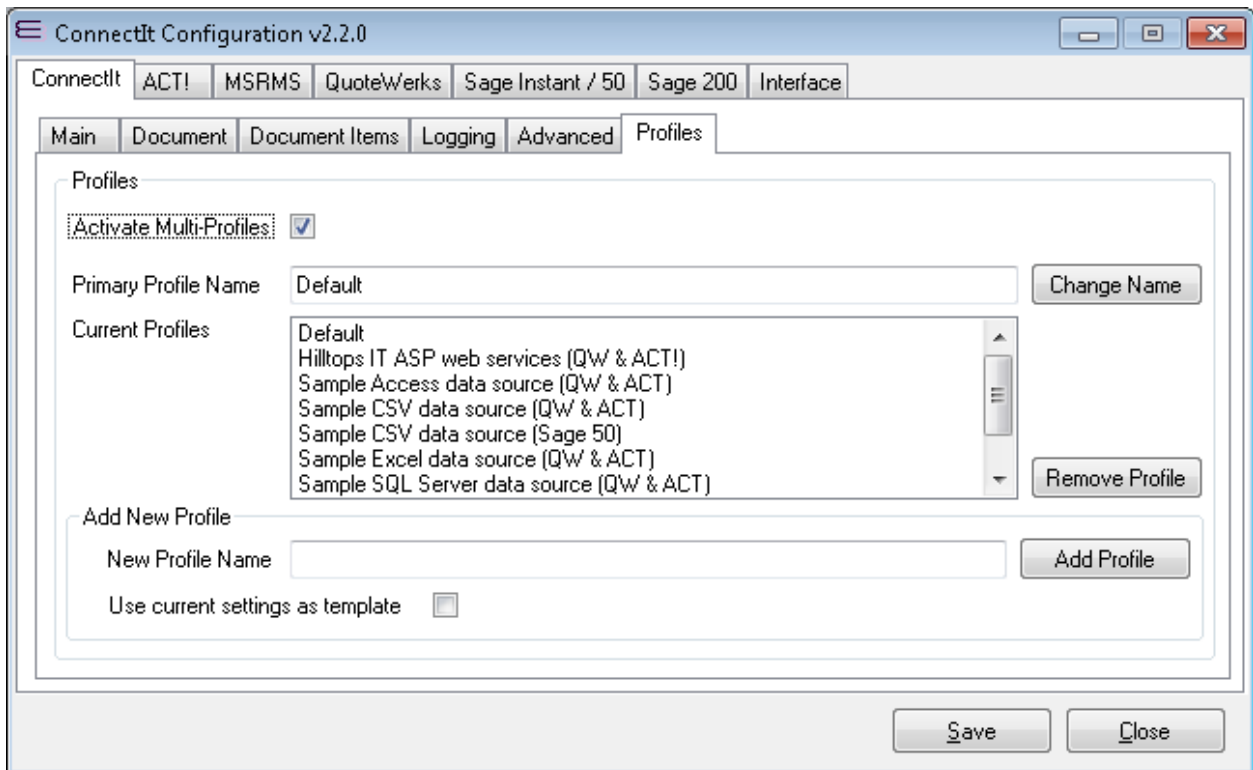 ConnectIt Configuration v2.2.0
ConnectIt ACT! MSRMS QuoteWerks Sage Instant / 50 Sage 200 Interface
Main Document Document Items Logging Advanced Profiles
Profiles
Activate Multi-Profiles
Primary Profile Name Default Change Name
Current Profiles
Default
Hilltops IT ASP web services (QW & ACT!)
Sample Access data source (QW & ACT)
Sample CSV data source (QW & ACT)
Sample CSV data source (Sage 50)
Sample Excel data source (QW & ACT)
Sample SQL Server data source (QW & ACT)
Remove Profile
Add New Profile
New Profile Name Add Profile
Use current settings as template
Save Close